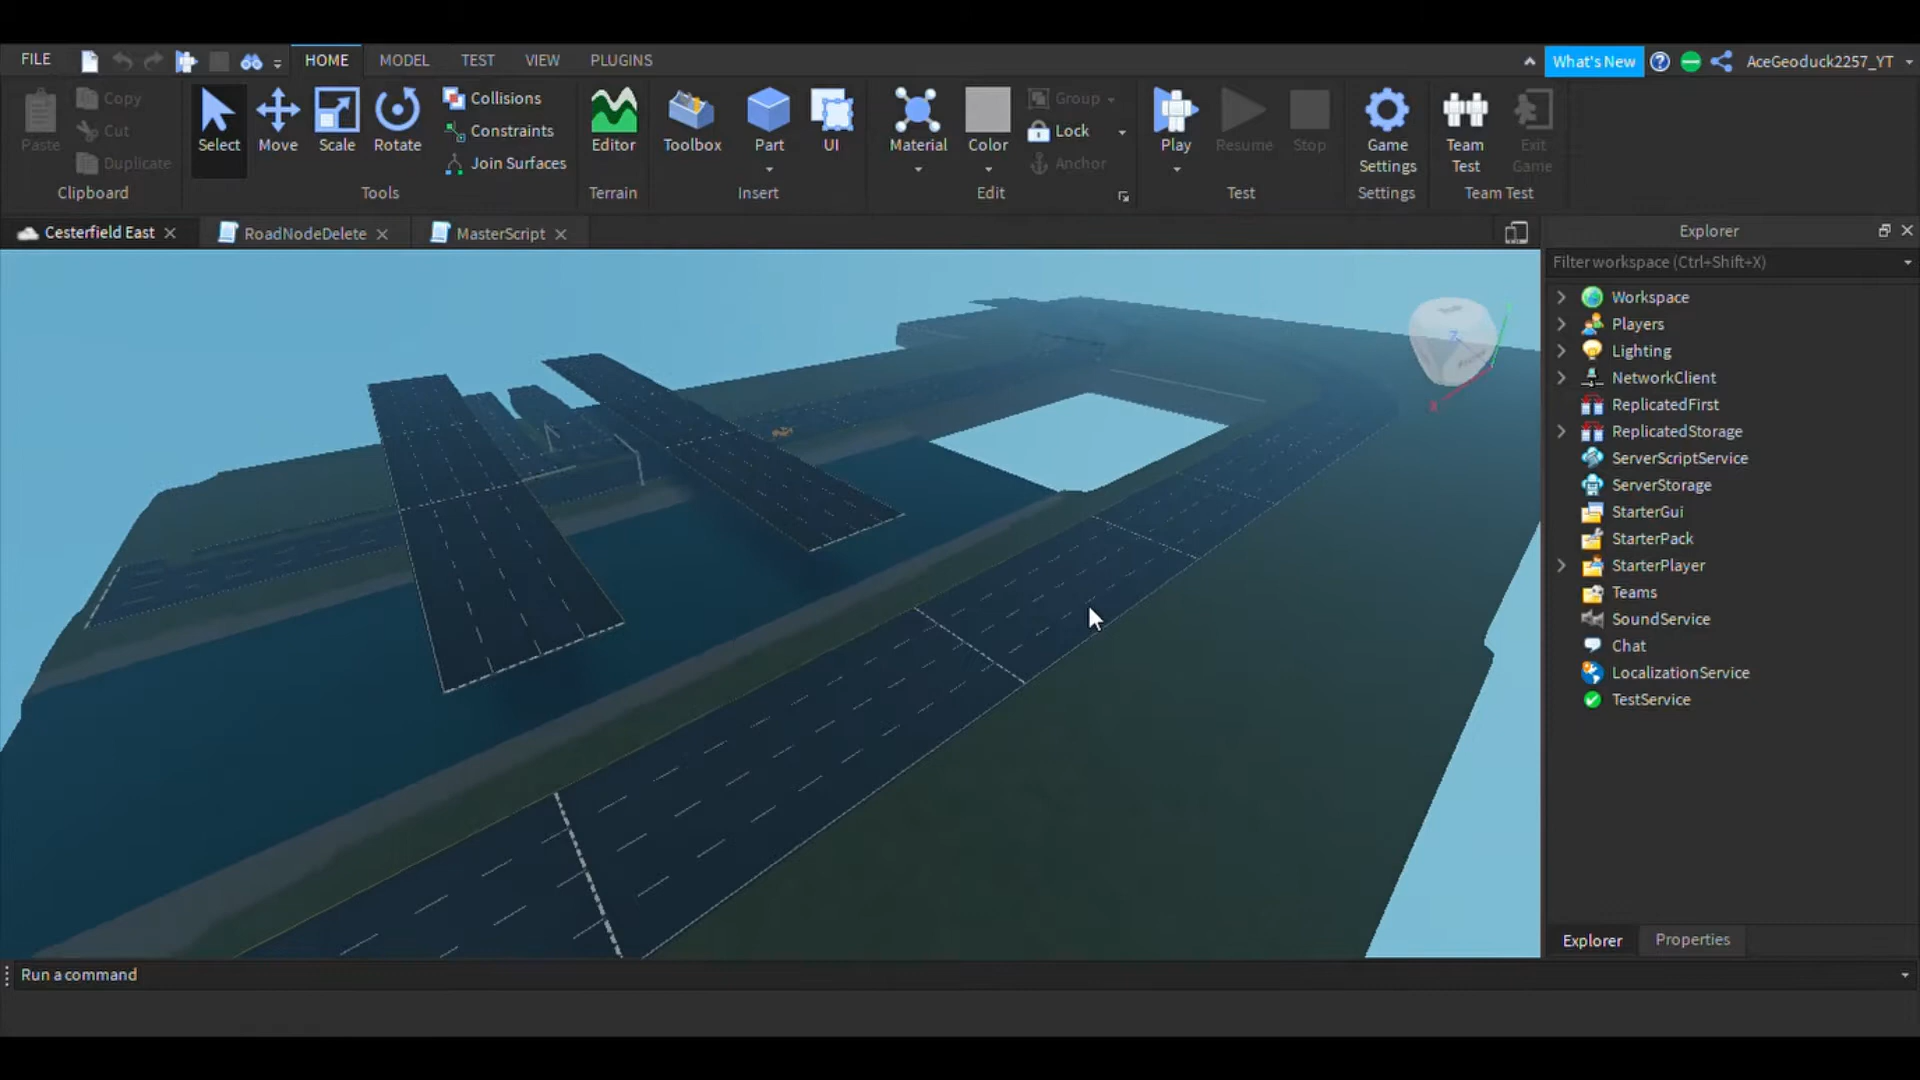 FILE
HOME
MODEL
TEST
VIEW
PLUGINS
What's New
AceGeoduck2257_YT
Paste
Copy
Cut
Duplicate
Clipboard
Select
Move
Scale
Rotate
Collisions
Constraints
Join Surfaces
Tools
Editor
Terrain
Toolbox
Part
UI
Insert
Material
Color
Group
Lock
Anchor
Edit
Play
Resume
Stop
Test
Game
Settings
Settings
Team
Test
Exit
Game
Team Test
Cesterfield East
RoadNodeDelete
MasterScript
Explorer
Filter workspace (Ctrl+Shift+X)
Workspace
Players
Lighting
NetworkClient
ReplicatedFirst
ReplicatedStorage
ServerScriptService
ServerStorage
StarterGui
StarterPack
StarterPlayer
Teams
SoundService
Chat
LocalizationService
TestService
Explorer
Properties
Run a command